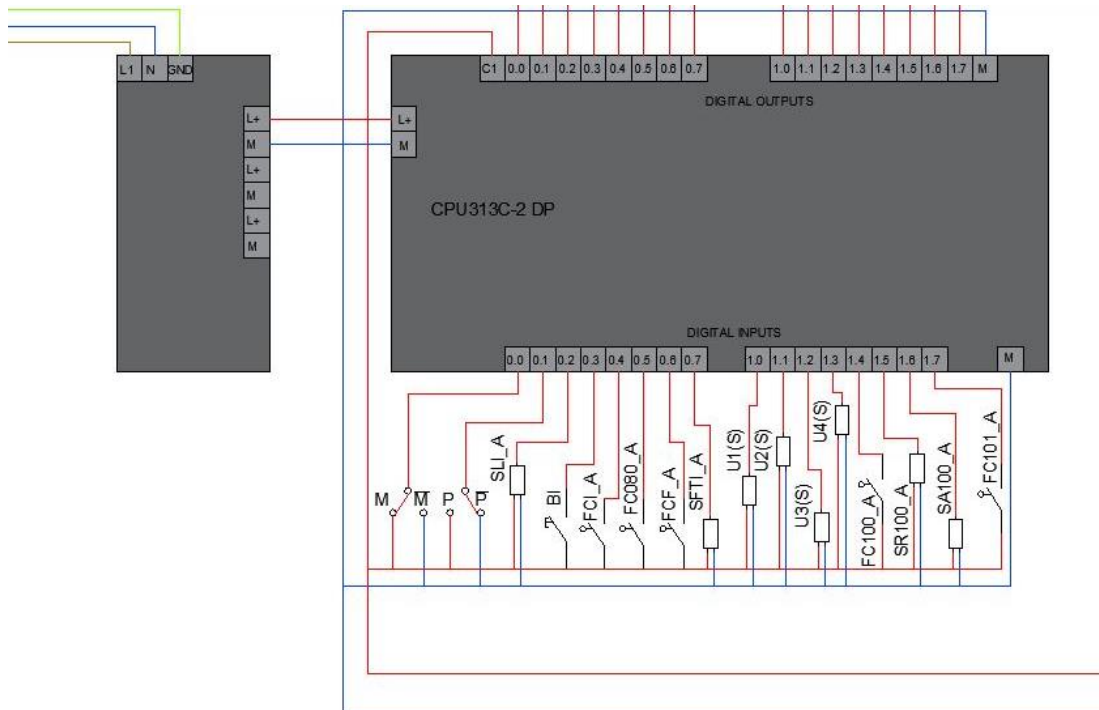 L1 N GND
C1 0.0 0.1 0.2 0.3 0.4 0.5 0.6 0.7 1.0 1.1 1.2 1.3 1.4 1.5 1.6 1.7 M
DIGITAL OUTPUTS
L+
M
L+
M
L+
M
L+
M
CPU313C-2 DP
DIGITAL INPUTS
0.0 0.1 0.2 0.3 0.4 0.5 0.6 0.7 1.0 1.1 1.2 1.3 1.4 1.5 1.6 1.7 M
M
M̅
P
P̅
SLI_A
BI
FCI_A
FC080_A
FCF_A
SFTI_A
U1(S)
U2(S)
U3(S)
U4(S)
FC100_A
SR100_A
SA100_A
FC101_A